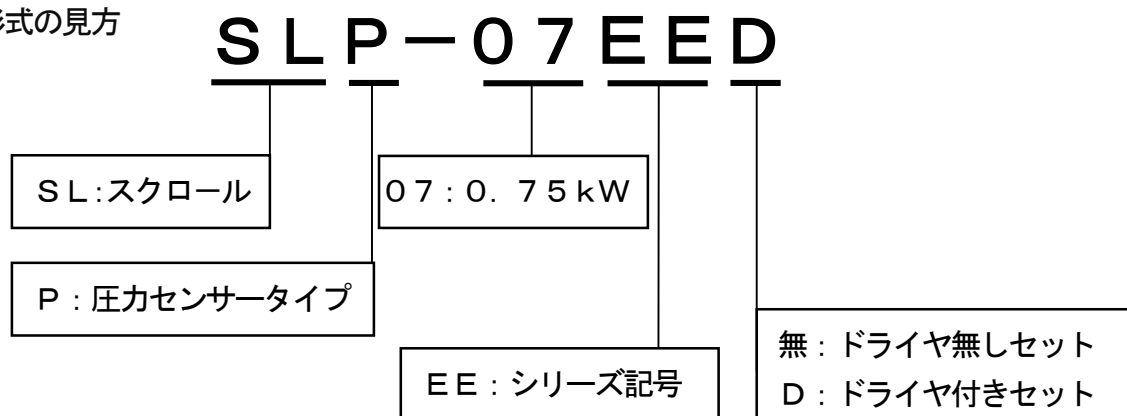 式の見方
SLP－07EED
SL:スクロール
07:0.75kW
P:圧力センサータイプ
EE:シリーズ記号
無:ドライヤ無しセット
D:ドライヤ付きセット